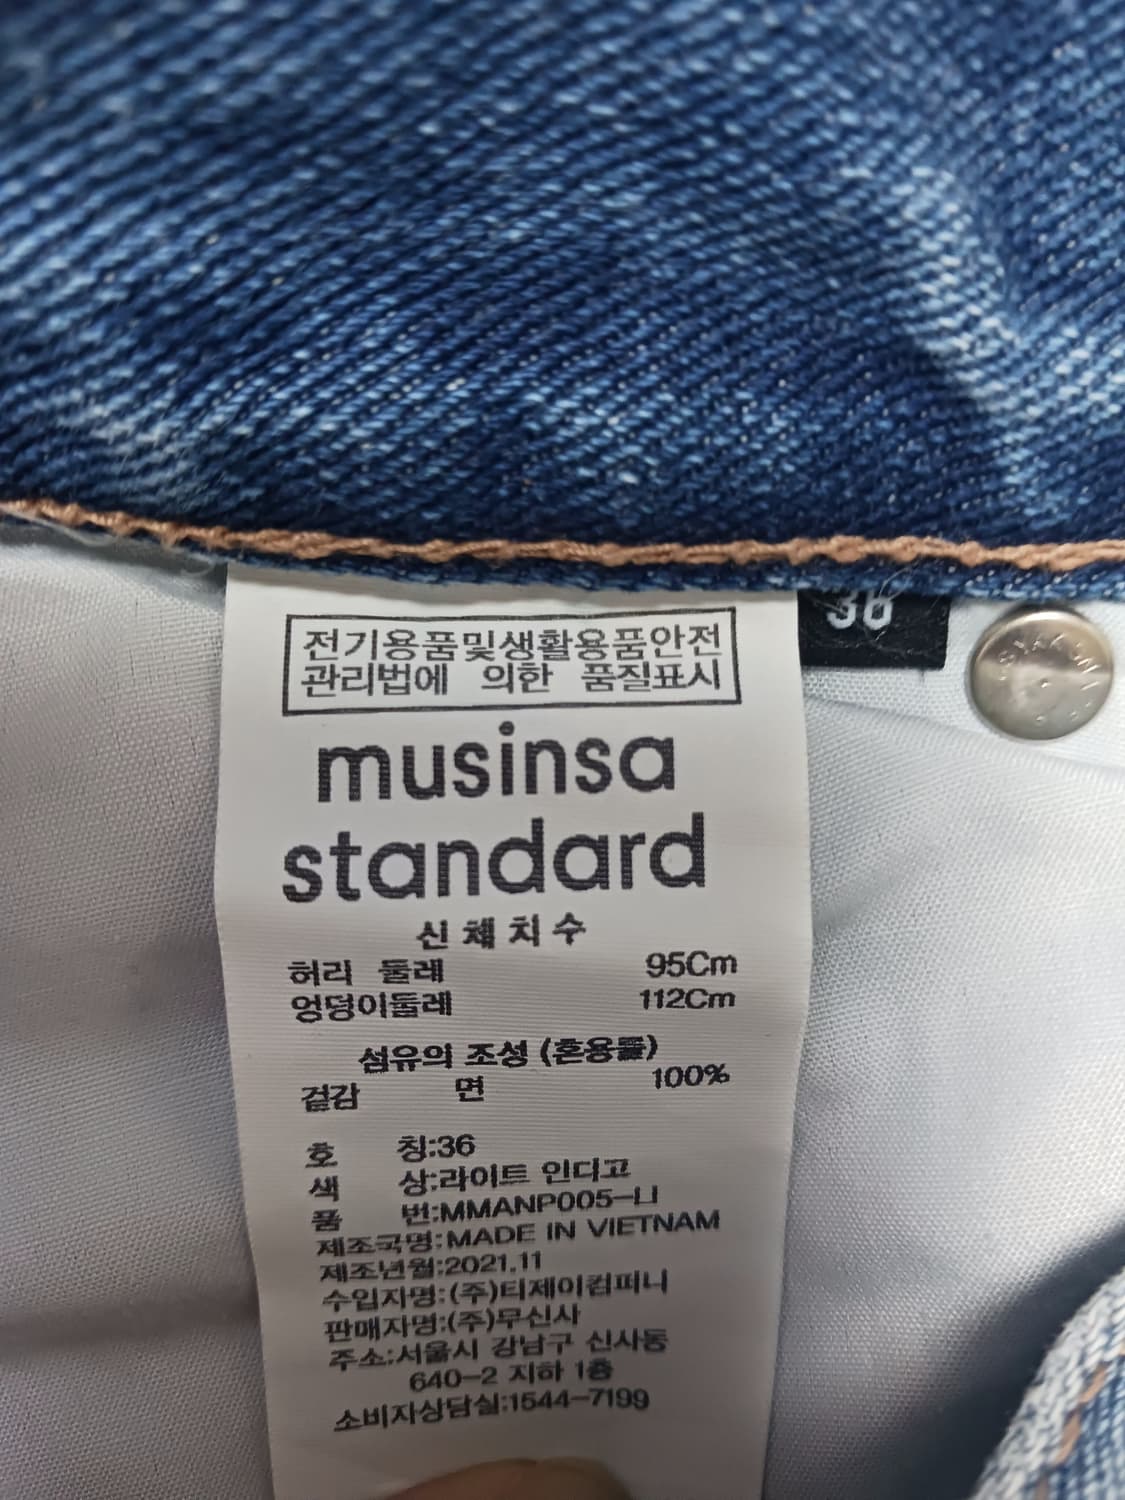 36
전기용품및생활용품안전
관리법에 의한 품질표시
musinsa
standard
신체치수
허리 둘레 95Cm
엉덩이둘레 112Cm
섬유의 조성 (혼용률)
겉감 면 100%
호 칭:36
색 상:라이트 인디고
품 번:MMANP005-LI
제조국명:MADE IN VIETNAM
제조년월:2021.11
수입자명:(주)티제이컴퍼니
판매자명:(주)무신사
주소:서울시 강남구 신사동
640-2 지하 1층
소비자상담실:1544-7199